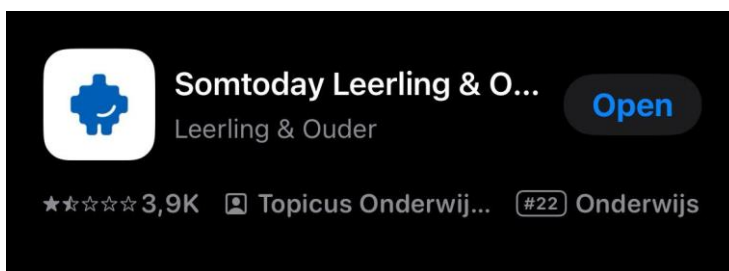 Somtoday Leerling & O...
Leerling & Ouder
Open
3,9K Topicus Onderwij... #22 Onderwijs